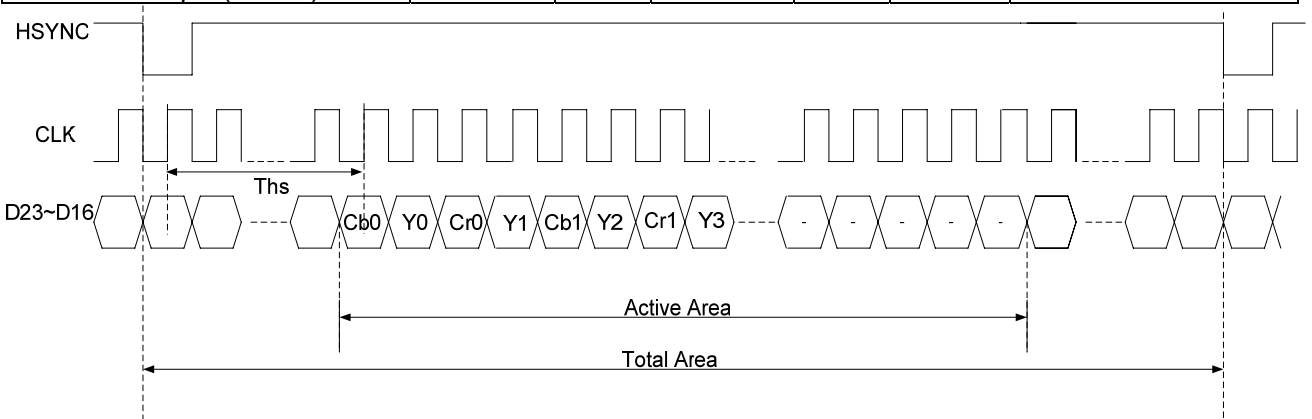 HSYNC
CLK
Ths
D23~D16
Cb0 Y0 Cr0 Y1 Cb1 Y2 Cr1 Y3 - - - - -
Active Area
Total Area